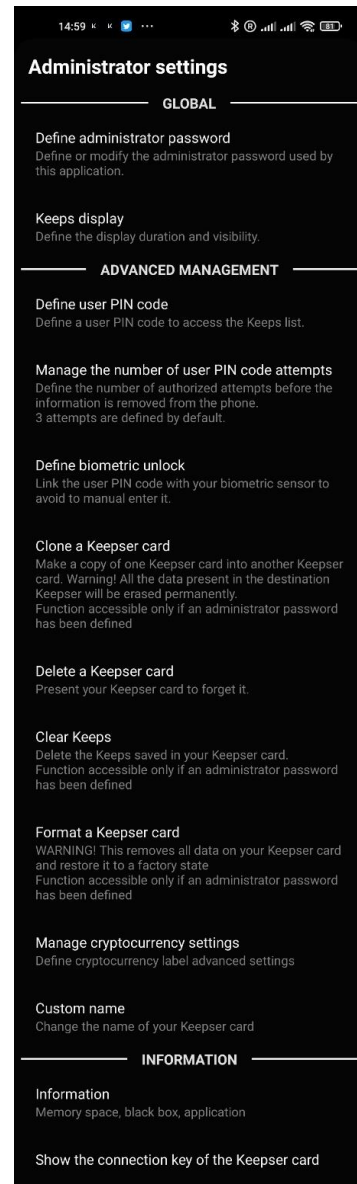 14:59 K K ...
R 81
Administrator settings
GLOBAL
Define administrator password
Define or modify the administrator password used by
this application.
Keeps display
Define the display duration and visibility.
ADVANCED MANAGEMENT
Define user PIN code
Define a user PIN code to access the Keeps list.
Manage the number of user PIN code attempts
Define the number of authorized attempts before the
information is removed from the phone.
3 attempts are defined by default.
Define biometric unlock
Link the user PIN code with your biometric sensor to
avoid to manual enter it.
Clone a Keepser card
Make a copy of one Keepser card into another Keepser
card. Warning! All the data present in the destination
Keepser will be erased permanently.
Function accessible only if an administrator password
has been defined
Delete a Keepser card
Present your Keepser card to forget it.
Clear Keeps
Delete the Keeps saved in your Keepser card.
Function accessible only if an administrator password
has been defined
Format a Keepser card
WARNING! This removes all data on your Keepser card
and restore it to a factory state
Function accessible only if an administrator password
has been defined
Manage cryptocurrency settings
Define cryptocurrency label advanced settings
Custom name
Change the name of your Keepser card
INFORMATION
Information
Memory space, black box, application
Show the connection key of the Keepser card